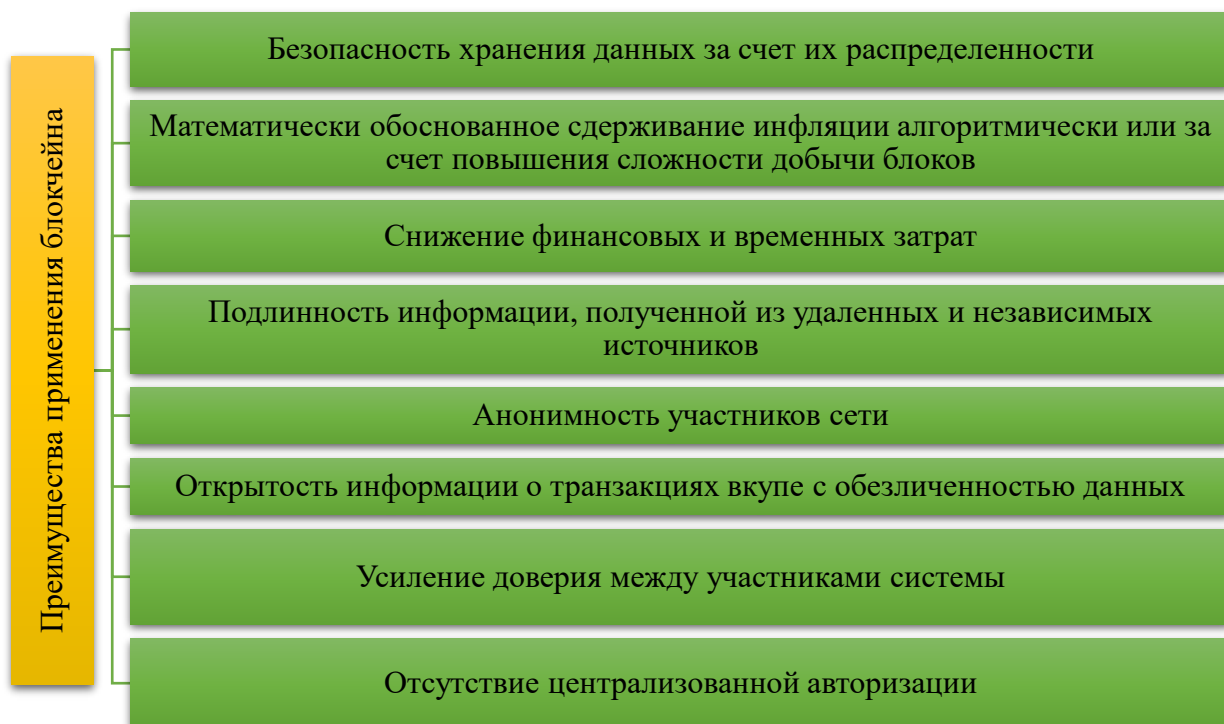 Преимущества применения блокчейна
Безопасность хранения данных за счет их распределенности
Математически обоснованное сдерживание инфляции алгоритмически или за
счет повышения сложности добычи блоков
Снижение финансовых и временных затрат
Подлинность информации, полученной из удаленных и независимых
источников
Анонимность участников сети
Открытость информации о транзакциях вкупе с обезличенностью данных
Усиление доверия между участниками системы
Отсутствие централизованной авторизации